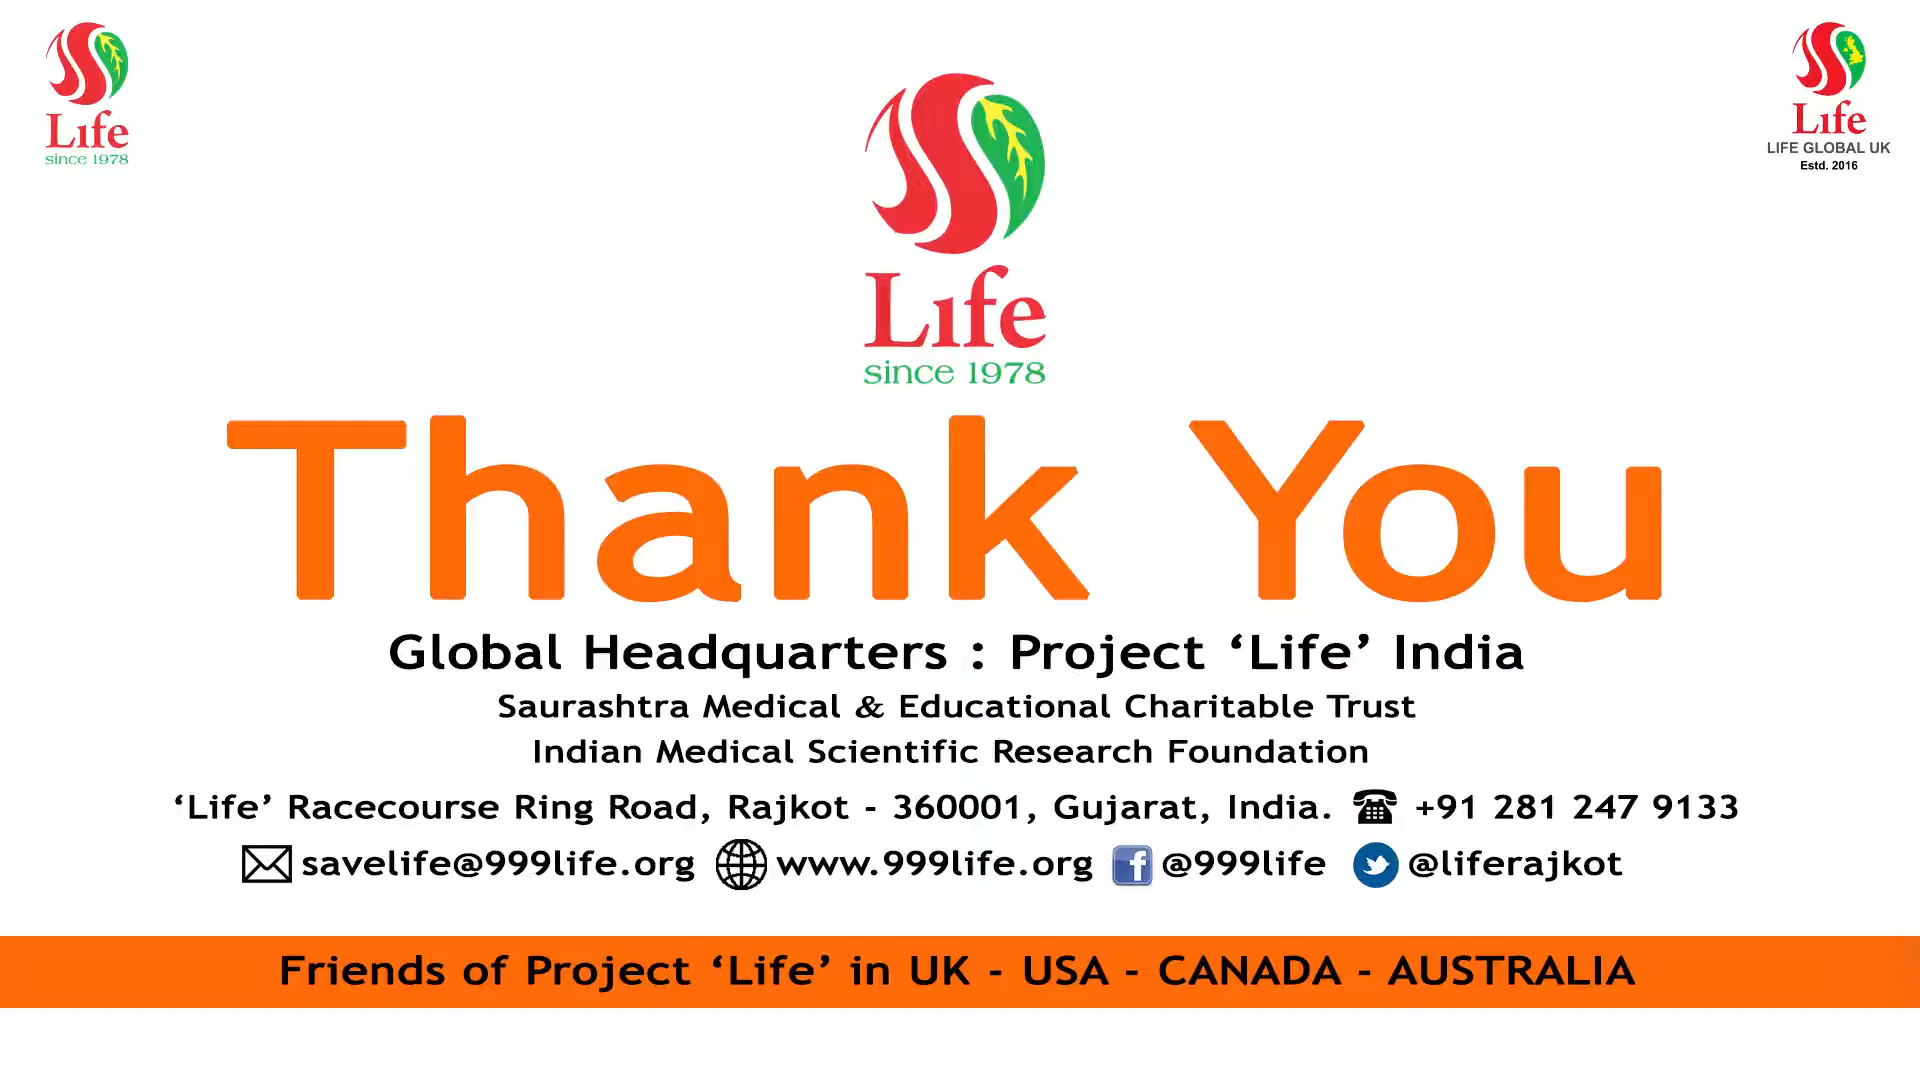 Life
since 1978
Life
LIFE GLOBAL UK
Estd. 2016
Life
since 1978
Thank You
Global Headquarters : Project ‘Life’ India
Saurashtra Medical & Educational Charitable Trust
Indian Medical Scientific Research Foundation
‘Life’ Racecourse Ring Road, Rajkot - 360001, Gujarat, India. +91 281 247 9133
savelife@999life.org www.999life.org @999life @liferajkot
Friends of Project ‘Life’ in UK - USA - CANADA - AUSTRALIA